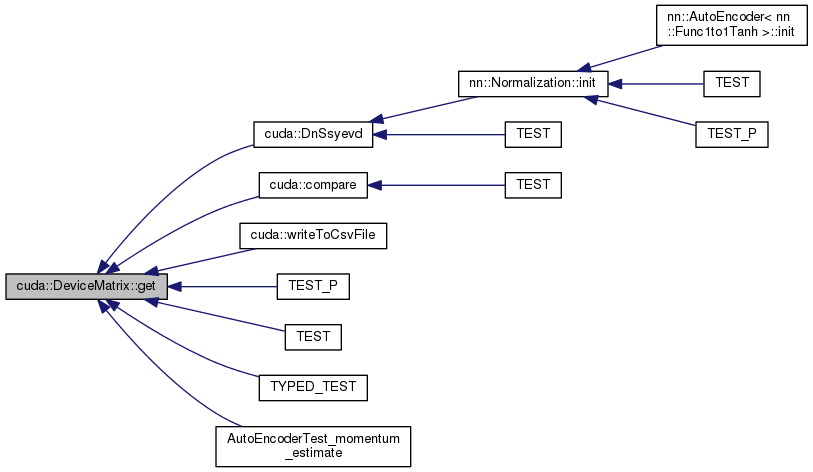 nn::AutoEncoder< nn
::Func1to1Tanh >::init
nn::Normalization::init
TEST
TEST_P
cuda::DnSsyevd
TEST
cuda::compare
TEST
cuda::writeToCsvFile
cuda::DeviceMatrix::get
TEST_P
TEST
TYPED_TEST
AutoEncoderTest_momentum
_estimate